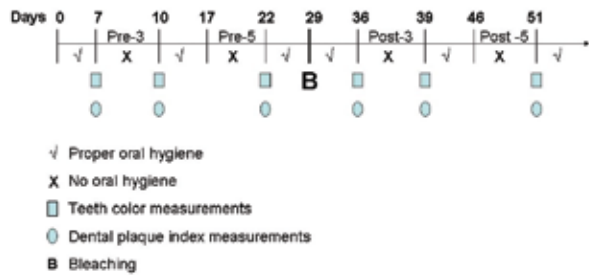 Days 0 7 10 17 22 29 36 39 46 51
Pre-3 Pre-5 Post-3 Post -5
√ X √ X √ √ X √ X √
B
√ Proper oral hygiene
X No oral hygiene
Teeth color measurements
Dental plaque index measurements
B Bleaching